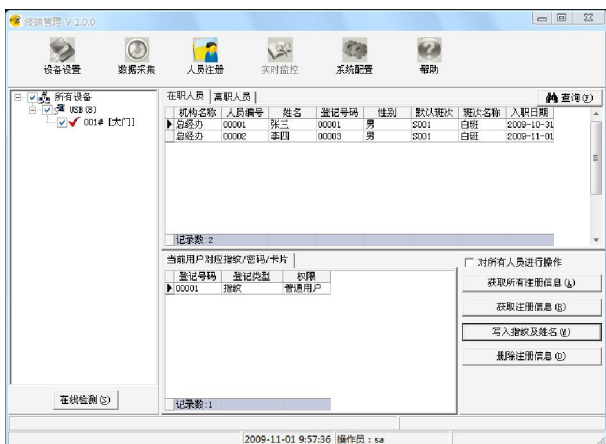 终端管理 V 1.0.0
设备设置 数据采集 人员注册 实时监控 系统配置 帮助
所有设备
USB (8)
001# [大门]
在职人员 离职人员 查询(F)
机构名称 人员编号 姓名 登记号码 性别 默认班次 班次名称 入职日期
总经办 00001 张三 00001 男 S001 白班 2009-10-31
总经办 00002 李四 00003 男 S001 白班 2009-11-01
记录数:2
当前用户对应指纹/密码/卡片
登记号码 登记类型 权限
00001 指纹 普通用户
记录数:1
对所有人员进行操作
获取所有注册信息(A)
获取注册信息(R)
写入指纹及姓名(W)
删除注册信息(D)
在线检测(S)
2009-11-01 9:57:36 操作员：sa